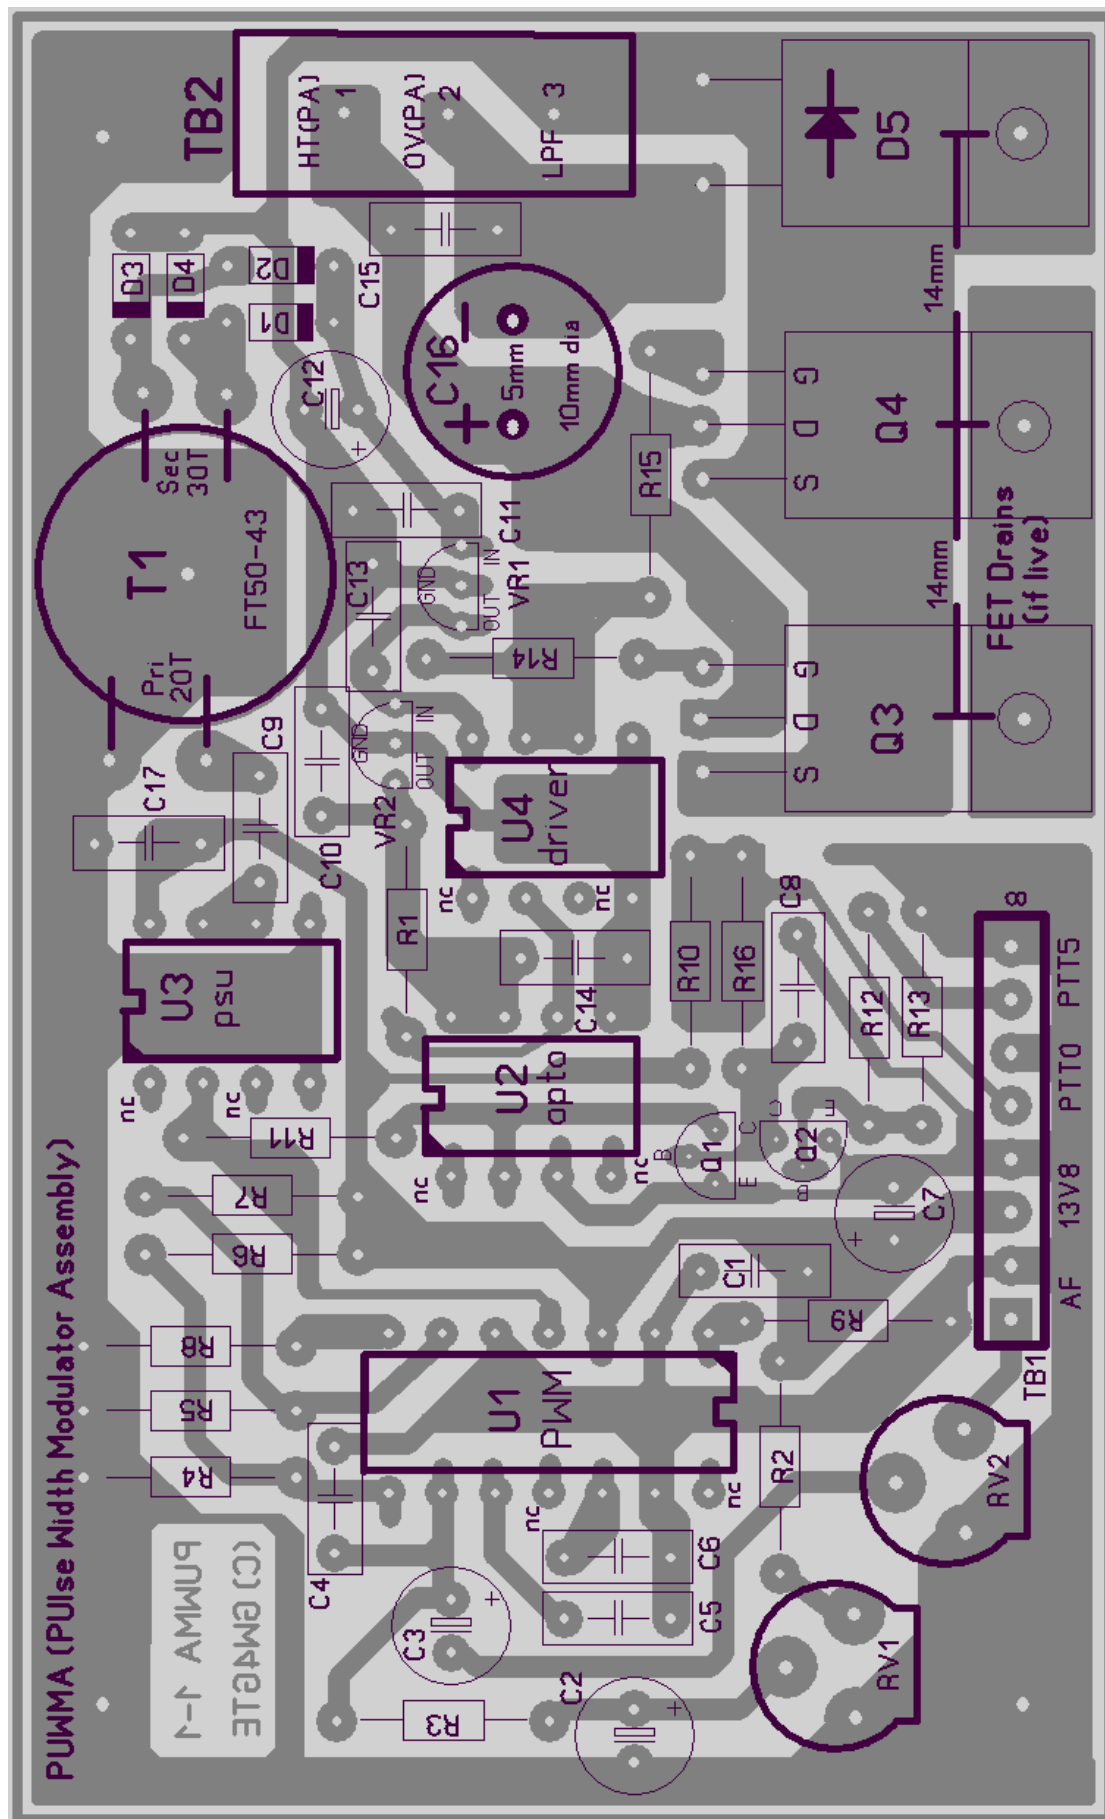 TB2
HT(PA)
1
0V(PA)
2
LPF
3
D5
D3
D4
D2
D1
C15
C12
C16
5mm
10mm dia
14mm
G
D
S
Q4
R15
Sec
30T
T1
FT50-43
Pri
20T
C11
C13
IN
GND
OUT
VR1
R14
14mm
FET Drains
(if live)
G
D
S
Q3
C9
C17
C10
IN
GND
OUT
VR2
U4
driver
nc
nc
R1
C14
U3
psu
nc
nc
R10
R16
C8
R12
R13
8
PTT5
PTT0
13V8
AF
TB1
U2
opto
nc
nc
R11
R7
R6
B
C
E
Q1
C
E
B
Q2
C7
C1
R9
R8
R5
R4
U1
PWM
nc
nc
R2
RV2
C4
C6
C5
C3
R3
C2
RV1
PUWMA (PUlse Width Modulator Assembly)
(C) GM4GTE
PUWMA 1-1